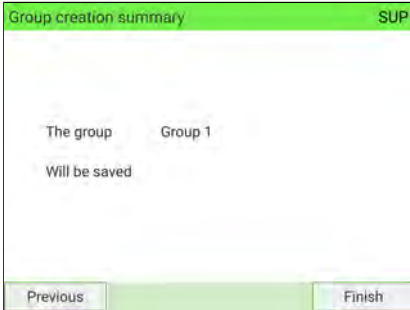 Group creation summary SUP
The group Group 1
Will be saved
Previous Finish